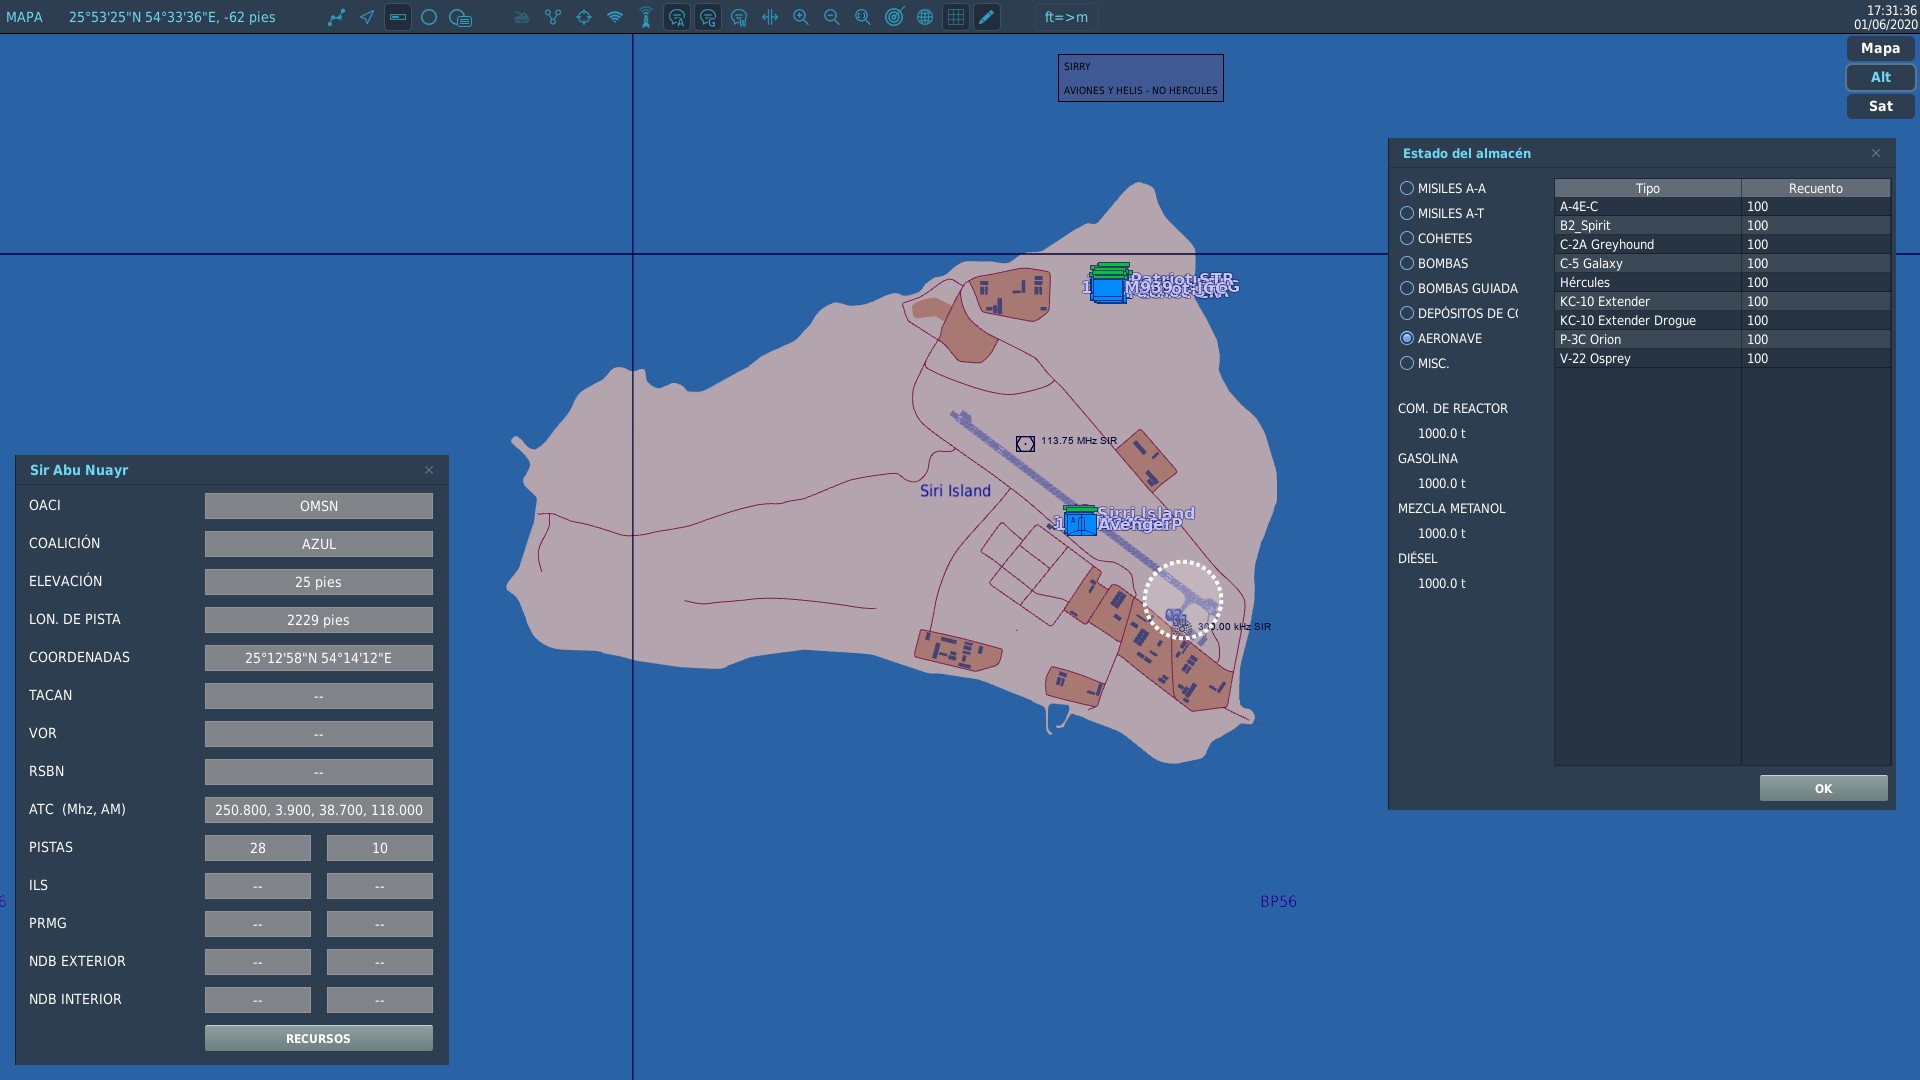 MAPA
25°53'25"N 54°33'36"E, -62 pies
ft=>m
17:31:36
01/06/2020
Mapa
Alt
Sat
SIRRY
AVIONES Y HELIS - NO HERCULES
113.75 MHz SIR
Siri Island
Sirri Island
Avenger
kHz SIR
BP56
6
Sir Abu Nuayr
OACI OMSN
COALICIÓN AZUL
ELEVACIÓN 25 pies
LON. DE PISTA 2229 pies
COORDENADAS 25°12'58"N 54°14'12"E
TACAN --
VOR --
RSBN --
ATC (Mhz, AM) 250.800, 3.900, 38.700, 118.000
PISTAS 28 10
ILS -- --
PRMG -- --
NDB EXTERIOR -- --
NDB INTERIOR -- --
RECURSOS
Estado del almacén
MISILES A-A
MISILES A-T
COHETES
BOMBAS
BOMBAS GUIADA
DEPÓSITOS DE CO
AERONAVE
MISC.
COM. DE REACTOR
1000.0 t
GASOLINA
1000.0 t
MEZCLA METANOL
1000.0 t
DIÉSEL
1000.0 t
Tipo Recuento
A-4E-C 100
B2_Spirit 100
C-2A Greyhound 100
C-5 Galaxy 100
Hércules 100
KC-10 Extender 100
KC-10 Extender Drogue 100
P-3C Orion 100
V-22 Osprey 100
OK